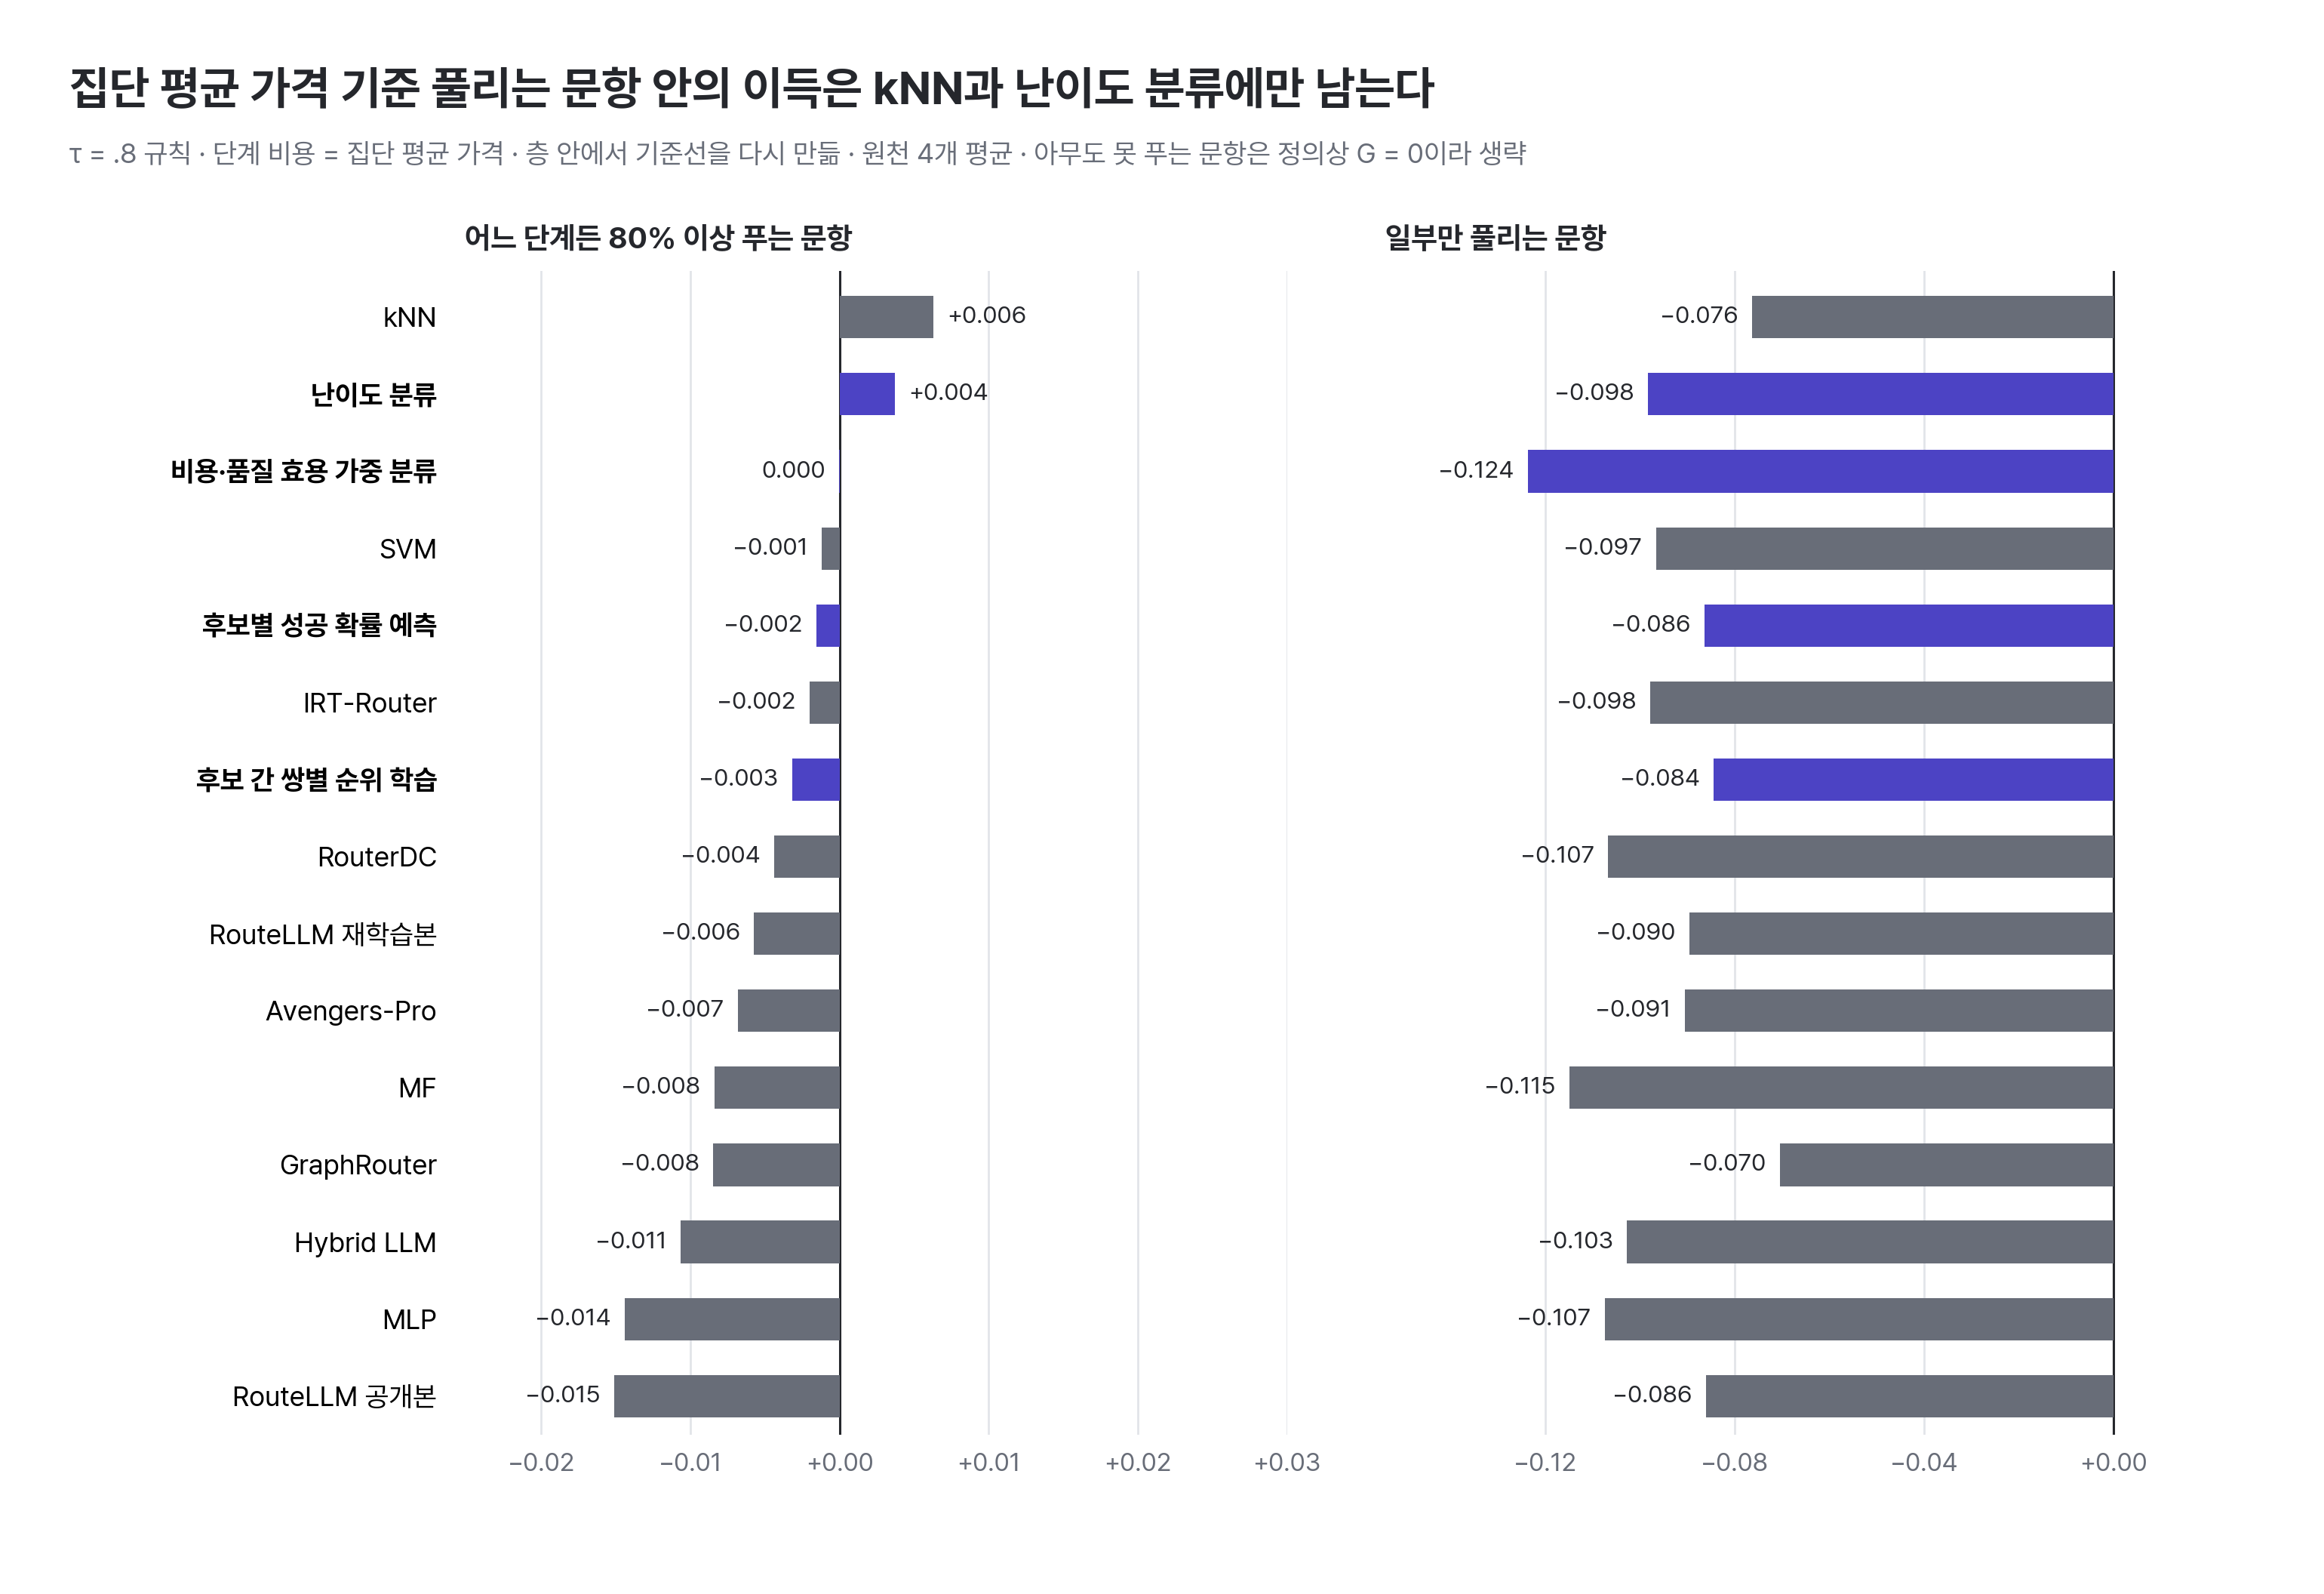 집단 평균 가격 기준 풀리는 문항 안의 이득은 kNN과 난이도 분류에만 남는다
τ = .8 규칙 · 단계 비용 = 집단 평균 가격 · 층 안에서 기준선을 다시 만듦 · 원천 4개 평균 · 아무도 못 푸는 문항은 정의상 G = 0이라 생략
어느 단계든 80% 이상 푸는 문항 일부만 풀리는 문항
kNN +0.006 −0.076
난이도 분류 +0.004 −0.098
비용·품질 효용 가중 분류 0.000 −0.124
SVM −0.001 −0.097
후보별 성공 확률 예측 −0.002 −0.086
IRT-Router −0.002 −0.098
후보 간 쌍별 순위 학습 −0.003 −0.084
RouterDC −0.004 −0.107
RouteLLM 재학습본 −0.006 −0.090
Avengers-Pro −0.007 −0.091
MF −0.008 −0.115
GraphRouter −0.008 −0.070
Hybrid LLM −0.011 −0.103
MLP −0.014 −0.107
RouteLLM 공개본 −0.015 −0.086
−0.02 −0.01 +0.00 +0.01 +0.02 +0.03 −0.12 −0.08 −0.04 +0.00